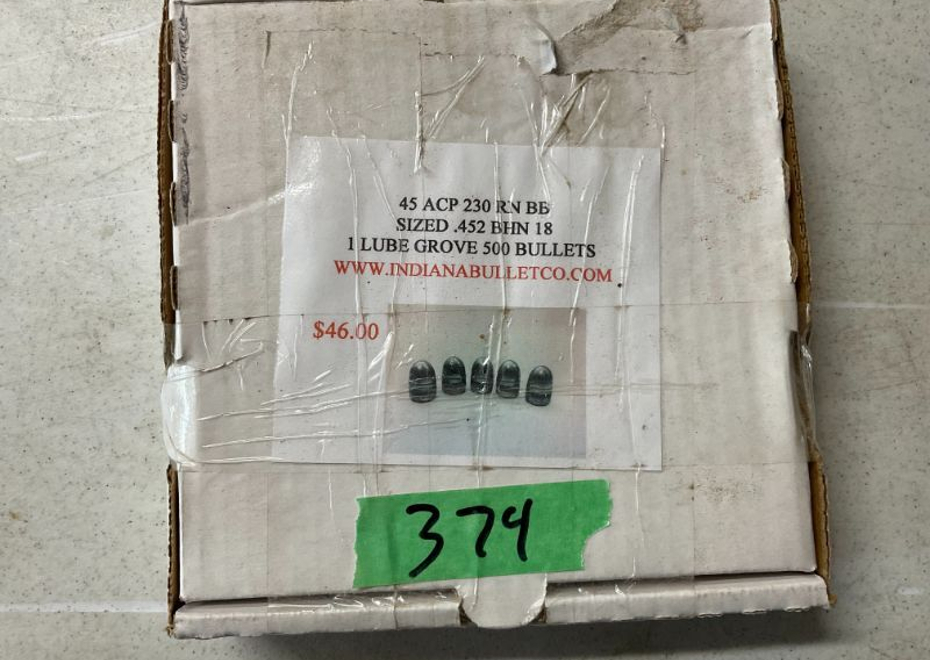 45 ACP 230 RN BB
SIZED .452 BHN 18
1 LUBE GROVE 500 BULLETS
WWW.INDIANABULLETCO.COM
$46.00
374